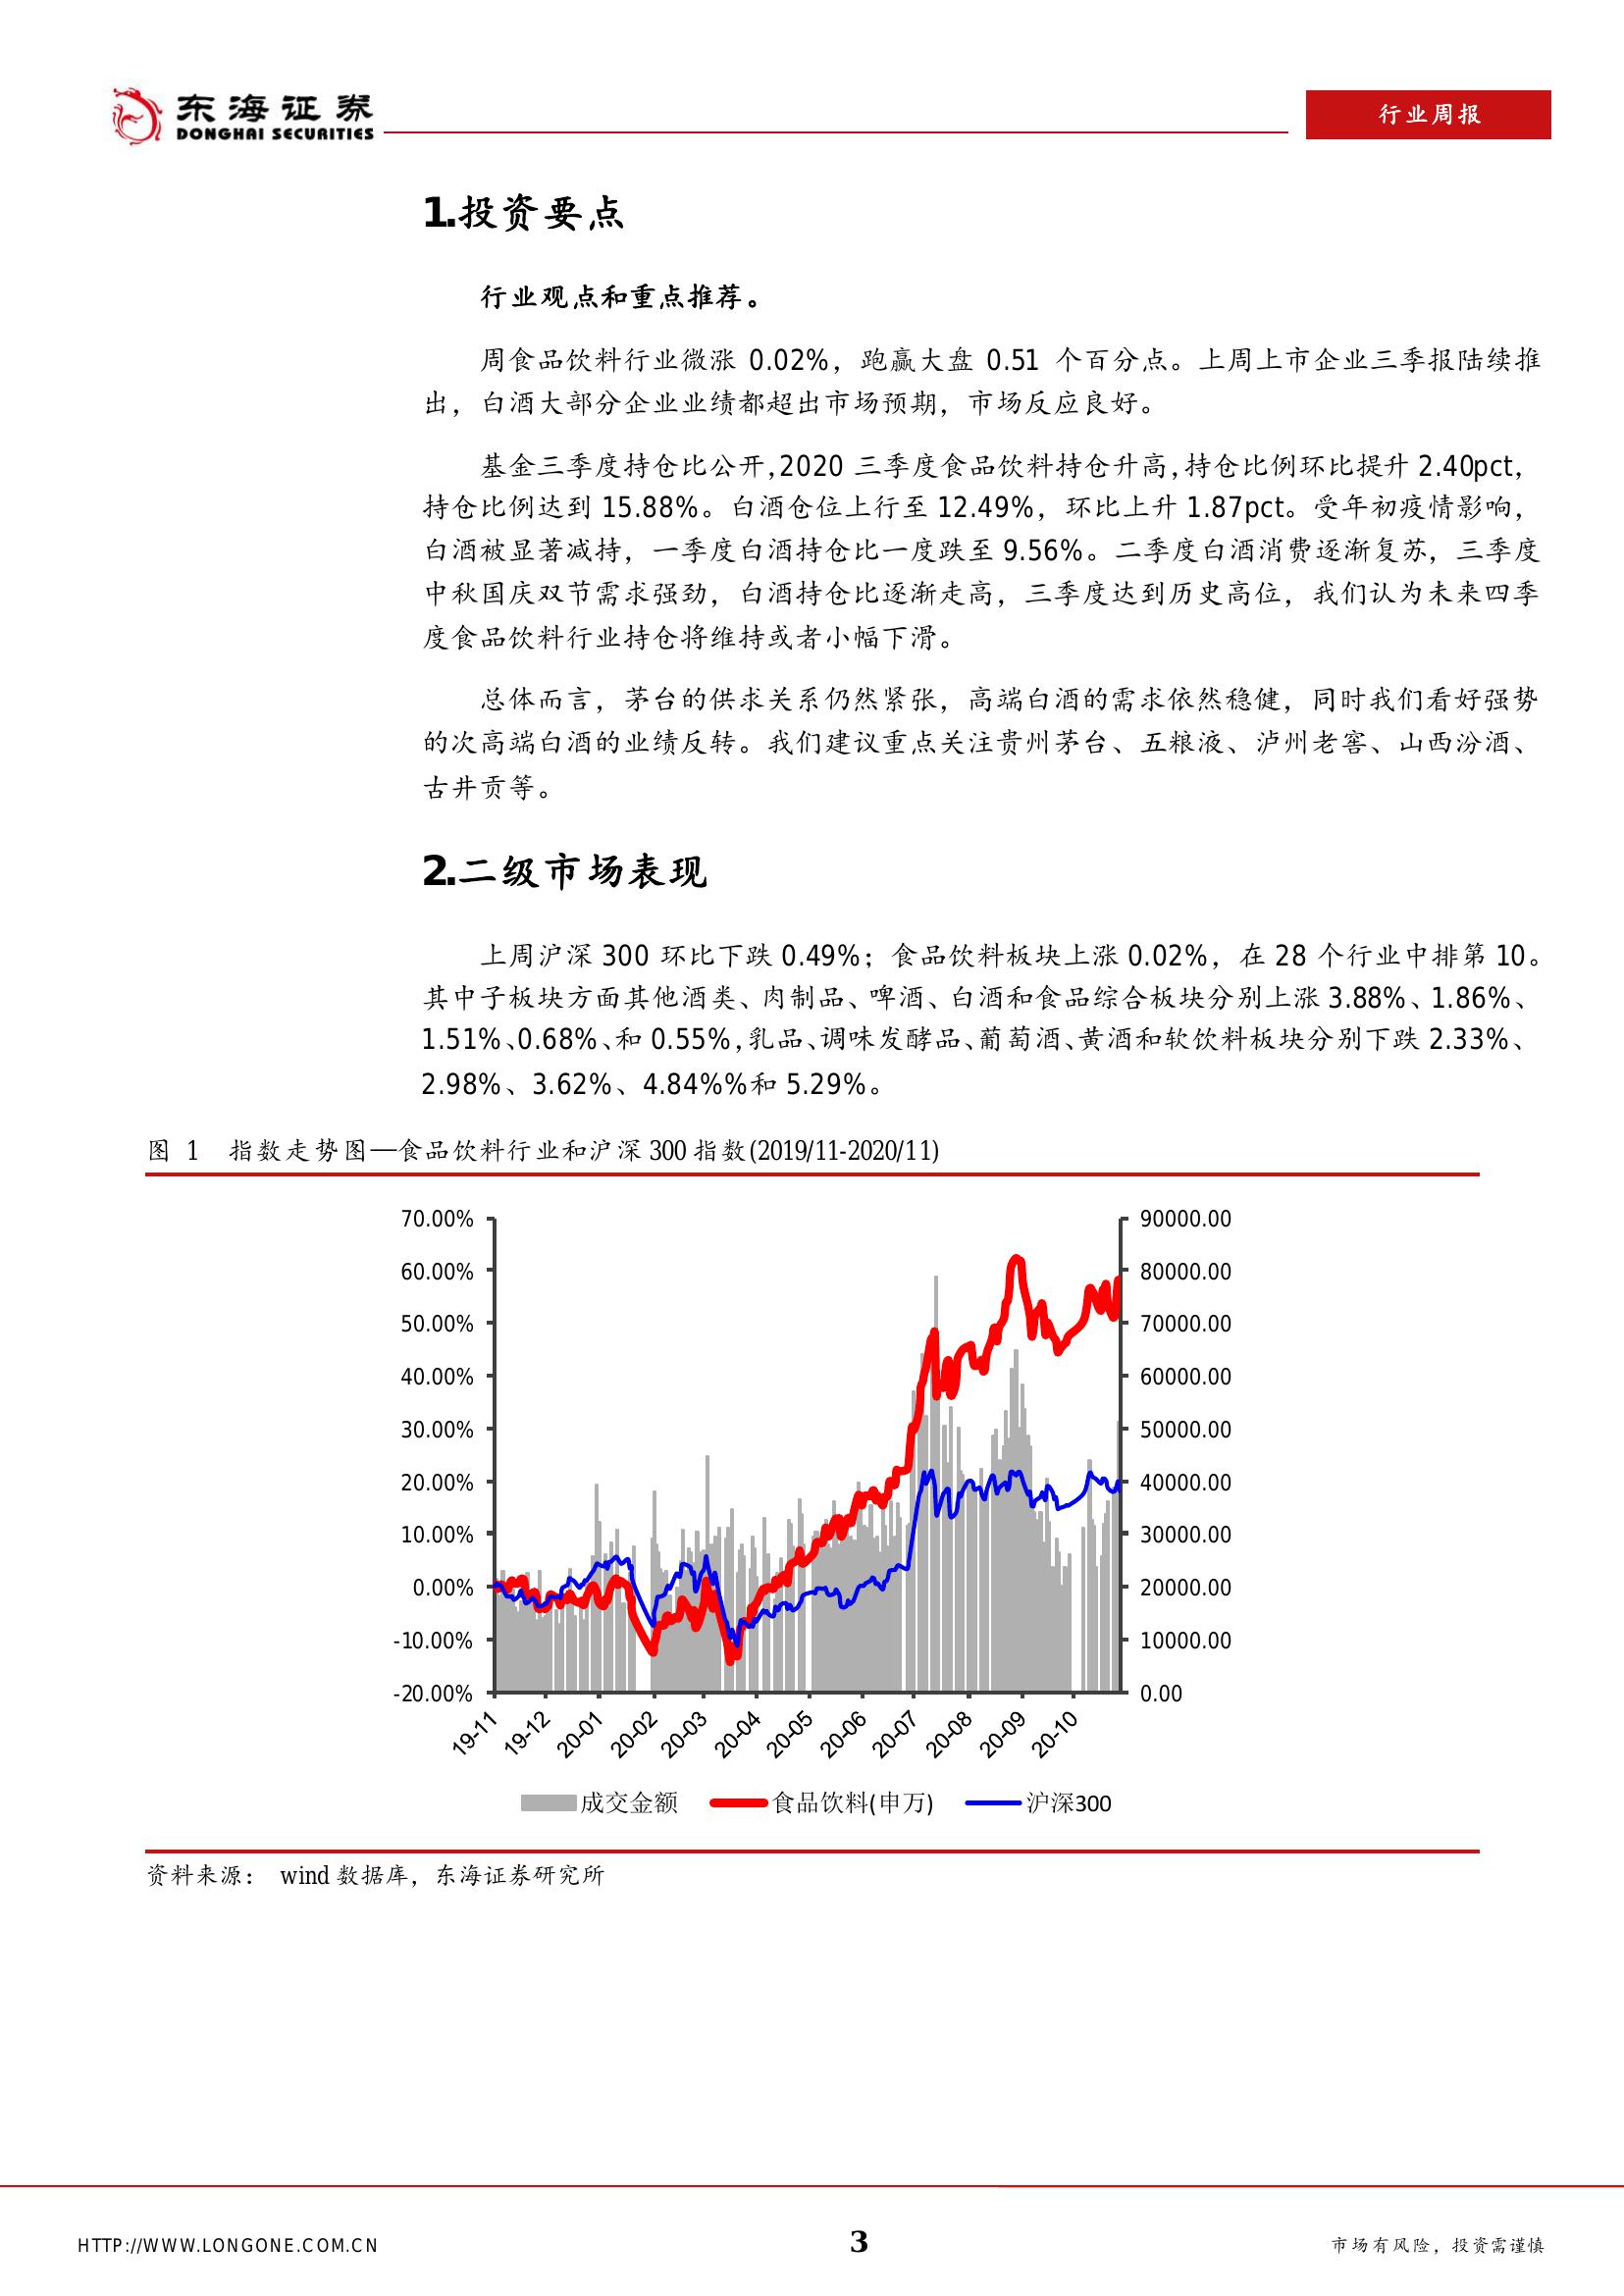 东海证券
DONGHAI SECURITIES
行业周报
1.投资要点
行业观点和重点推荐。
周食品饮料行业微涨 0.02%，跑赢大盘 0.51 个百分点。上周上市企业三季报陆续推
出，白酒大部分企业业绩都超出市场预期，市场反应良好。
基金三季度持仓比公开,2020 三季度食品饮料持仓升高,持仓比例环比提升 2.40pct，
持仓比例达到 15.88%。白酒仓位上行至 12.49%，环比上升 1.87pct。受年初疫情影响，
白酒被显著减持，一季度白酒持仓比一度跌至 9.56%。二季度白酒消费逐渐复苏，三季度
中秋国庆双节需求强劲，白酒持仓比逐渐走高，三季度达到历史高位，我们认为未来四季
度食品饮料行业持仓将维持或者小幅下滑。
总体而言，茅台的供求关系仍然紧张，高端白酒的需求依然稳健，同时我们看好强势
的次高端白酒的业绩反转。我们建议重点关注贵州茅台、五粮液、泸州老窖、山西汾酒、
古井贡等。
2.二级市场表现
上周沪深 300 环比下跌 0.49%；食品饮料板块上涨 0.02%，在 28 个行业中排第 10。
其中子板块方面其他酒类、肉制品、啤酒、白酒和食品综合板块分别上涨 3.88%、1.86%、
1.51%、0.68%、和 0.55%,乳品、调味发酵品、葡萄酒、黄酒和软饮料板块分别下跌 2.33%、
2.98%、3.62%、4.84%%和 5.29%。
图 1 指数走势图—食品饮料行业和沪深 300 指数(2019/11-2020/11)
70.00%
60.00%
50.00%
40.00%
30.00%
20.00%
10.00%
0.00%
-10.00%
-20.00%
90000.00
80000.00
70000.00
60000.00
50000.00
40000.00
30000.00
20000.00
10000.00
0.00
19-11
19-12
20-01
20-02
20-03
20-04
20-05
20-06
20-07
20-08
20-09
20-10
成交金额 食品饮料(申万) 沪深300
资料来源： wind 数据库，东海证券研究所
HTTP://WWW.LONGONE.COM.CN
3
市场有风险，投资需谨慎